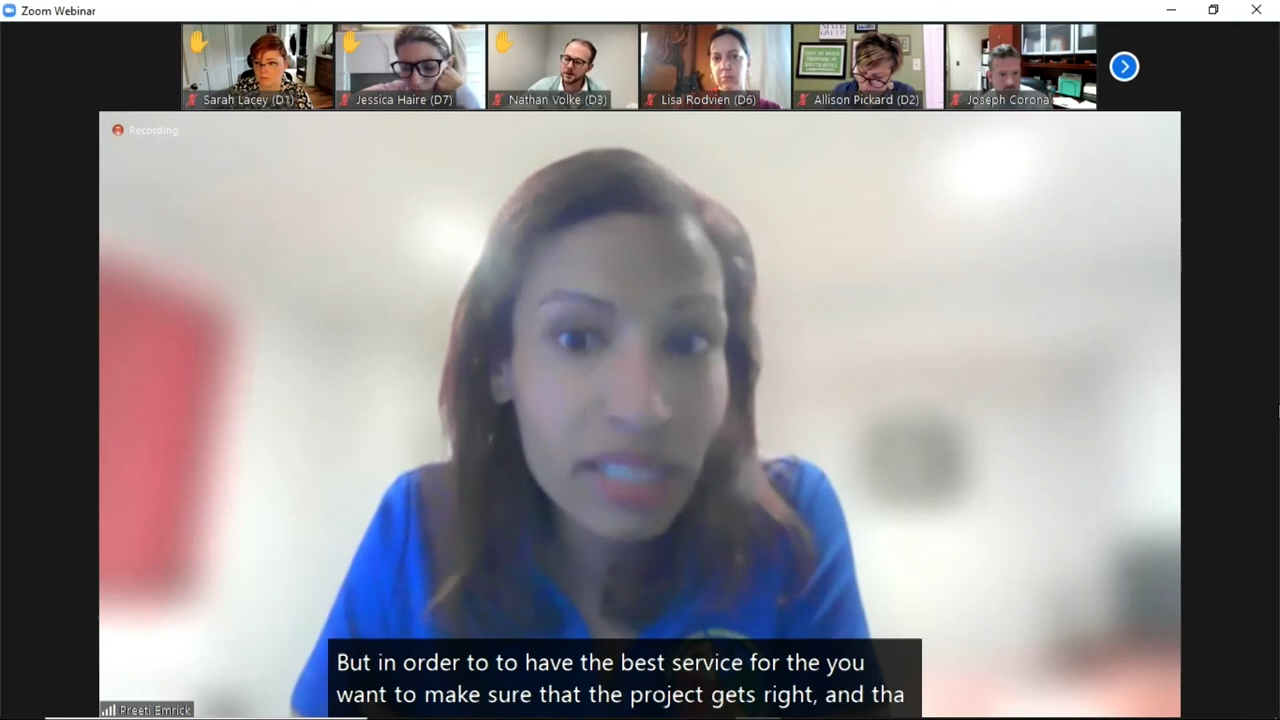 Zoom Webinar
Sarah Lacey (D1)
Jessica Haire (D7)
Nathan Volke (D3)
Lisa Rodvien (D6)
Allison Pickard (D2)
Joseph Corona
Recording
But in order to to have the best service for the you
want to make sure that the project gets right, and tha
Preeti Emrick